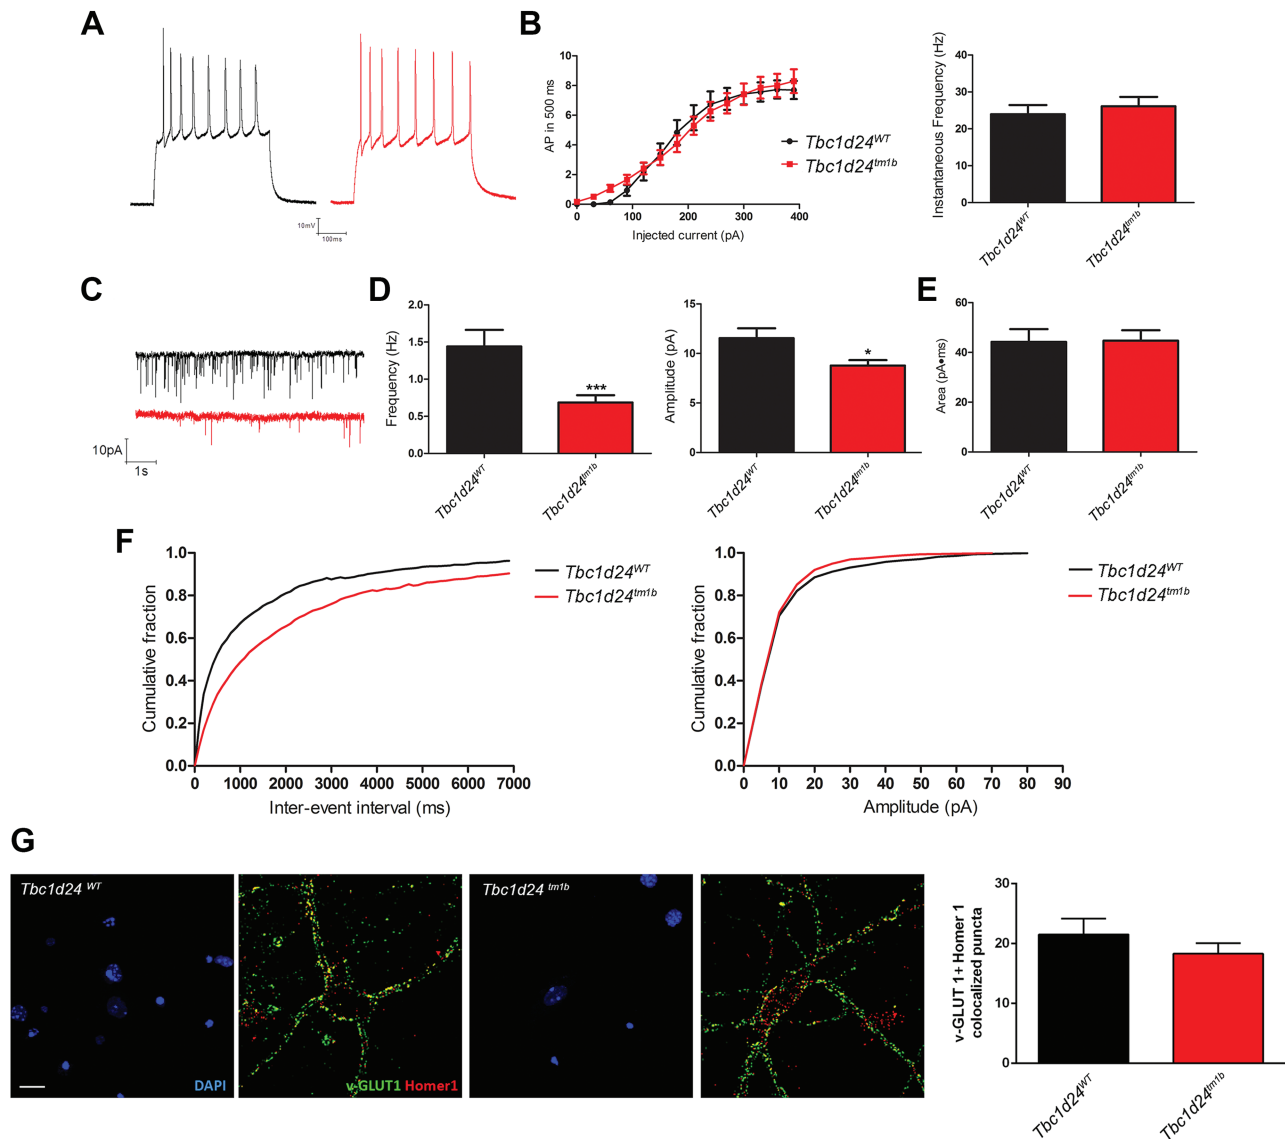 A
10mV
100ms
B
AP in 500 ms
10
8
6
4
2
0
0 100 200 300 400
Injected current (pA)
Tbc1d24WT
Tbc1d24tm1b
Instantaneous Frequency (Hz)
40
30
20
10
0
Tbc1d24WT
Tbc1d24tm1b
C
10pA
1s
D
Frequency (Hz)
2.0
1.5
1.0
0.5
0.0
***
Tbc1d24WT
Tbc1d24tm1b
Amplitude (pA)
15
10
5
0
*
Tbc1d24WT
Tbc1d24tm1b
E
Area (pA•ms)
60
40
20
0
Tbc1d24WT
Tbc1d24tm1b
F
Cumulative fraction
1.0
0.8
0.6
0.4
0.2
0.0
0 1000 2000 3000 4000 5000 6000 7000
Inter-event interval (ms)
Tbc1d24WT
Tbc1d24tm1b
Cumulative fraction
1.0
0.8
0.6
0.4
0.2
0.0
0 10 20 30 40 50 60 70 80 90
Amplitude (pA)
Tbc1d24WT
Tbc1d24tm1b
G
Tbc1d24 WT
DAPI
v-GLUT1 Homer1
Tbc1d24 tm1b
v-GLUT 1+ Homer 1
colocalized puncta
30
20
10
0
Tbc1d24WT
Tbc1d24tm1b